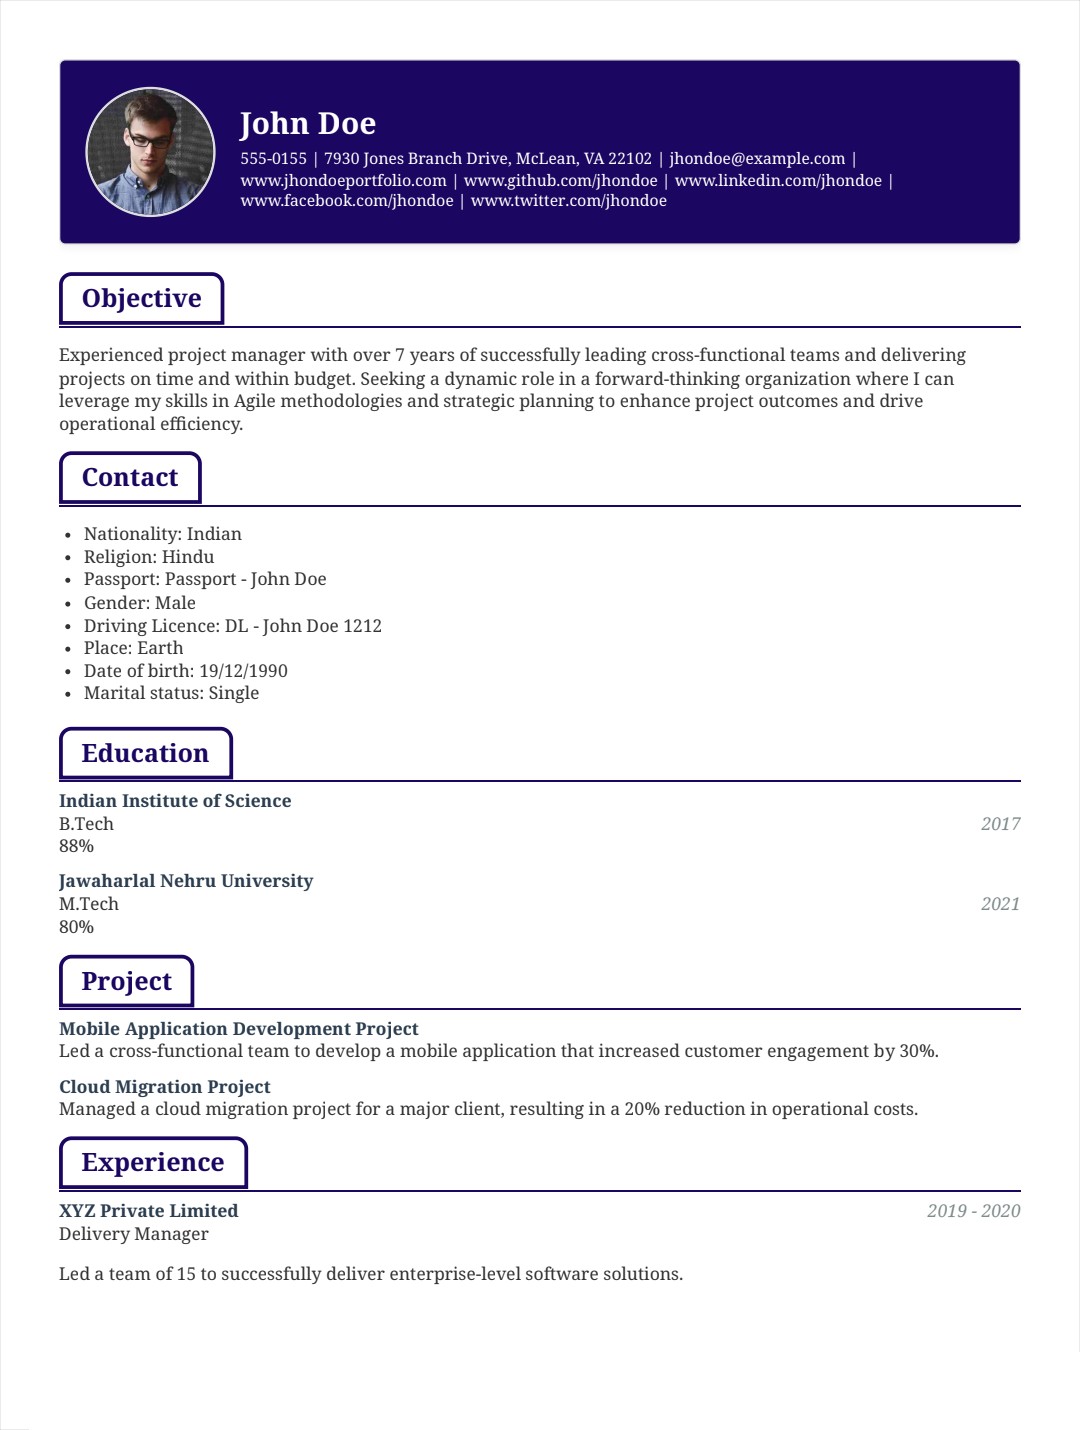 John Doe
555-0155 | 7930 Jones Branch Drive, McLean, VA 22102 | jhondoe@example.com |
www.jhondoeportfolio.com | www.github.com/jhondoe | www.linkedin.com/jhondoe |
www.facebook.com/jhondoe | www.twitter.com/jhondoe
Objective
Experienced project manager with over 7 years of successfully leading cross-functional teams and delivering
projects on time and within budget. Seeking a dynamic role in a forward-thinking organization where I can
leverage my skills in Agile methodologies and strategic planning to enhance project outcomes and drive
operational efficiency.
Contact
• Nationality: Indian
• Religion: Hindu
• Passport: Passport - John Doe
• Gender: Male
• Driving Licence: DL - John Doe 1212
• Place: Earth
• Date of birth: 19/12/1990
• Marital status: Single
Education
Indian Institute of Science
B.Tech 2017
88%
Jawaharlal Nehru University
M.Tech 2021
80%
Project
Mobile Application Development Project
Led a cross-functional team to develop a mobile application that increased customer engagement by 30%.
Cloud Migration Project
Managed a cloud migration project for a major client, resulting in a 20% reduction in operational costs.
Experience
XYZ Private Limited 2019 - 2020
Delivery Manager
Led a team of 15 to successfully deliver enterprise-level software solutions.